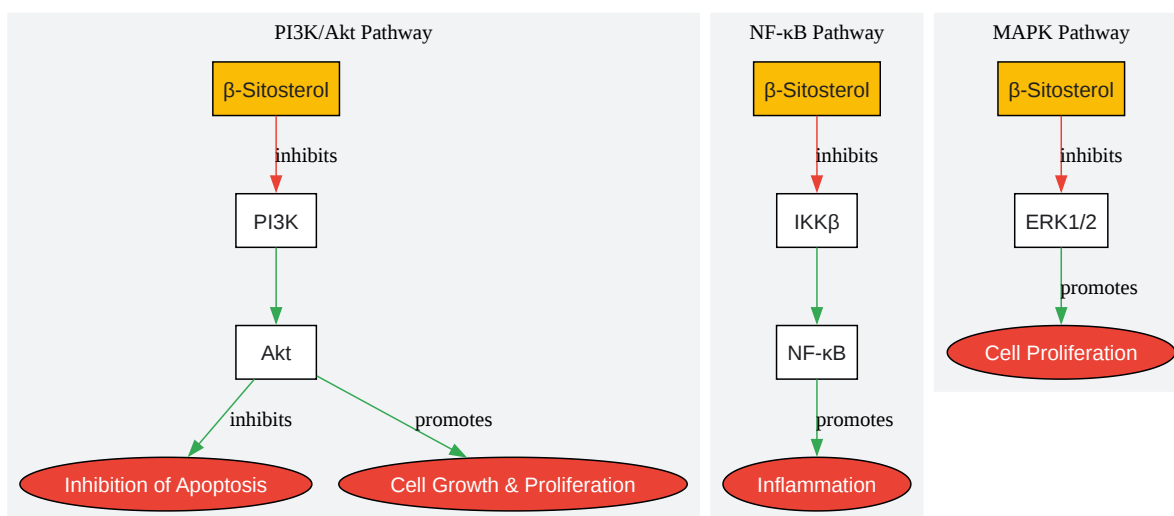 PI3K/Akt Pathway
β-Sitosterol
inhibits
PI3K
Akt
inhibits
promotes
Inhibition of Apoptosis
Cell Growth & Proliferation
NF-κB Pathway
β-Sitosterol
inhibits
IKKβ
NF-κB
promotes
Inflammation
MAPK Pathway
β-Sitosterol
inhibits
ERK1/2
promotes
Cell Proliferation